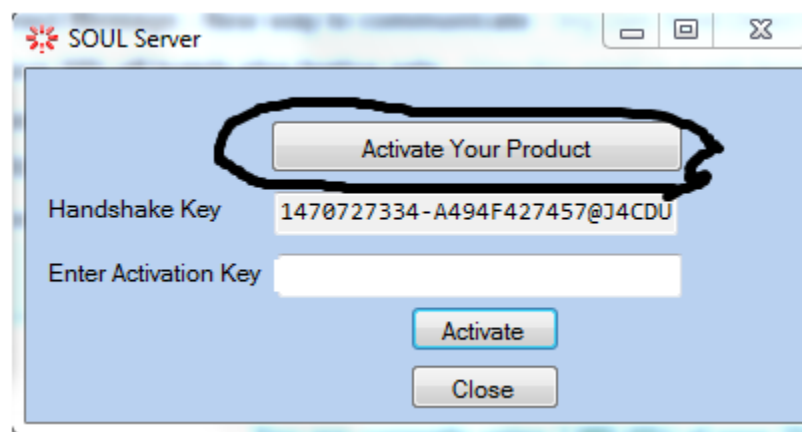 SOUL Server
Activate Your Product
Handshake Key 1470727334-A494F427457@J4CDU
Enter Activation Key
Activate
Close